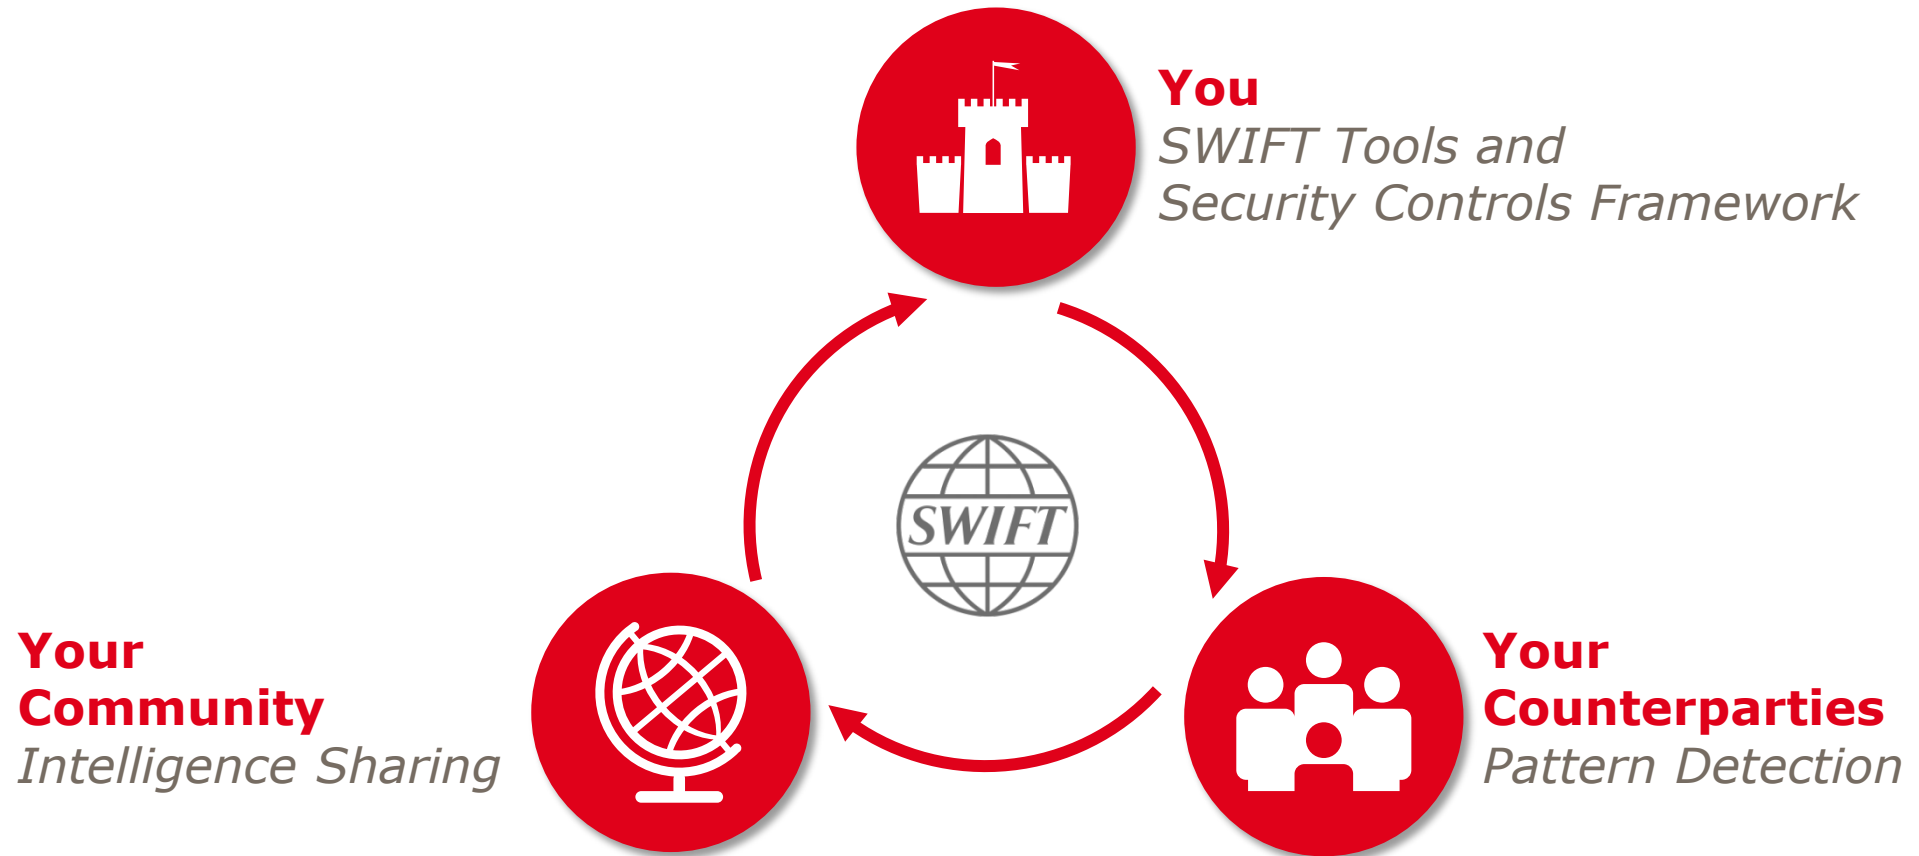 You
SWIFT Tools and
Security Controls Framework
SWIFT
Your
Community
Intelligence Sharing
Your
Counterparties
Pattern Detection